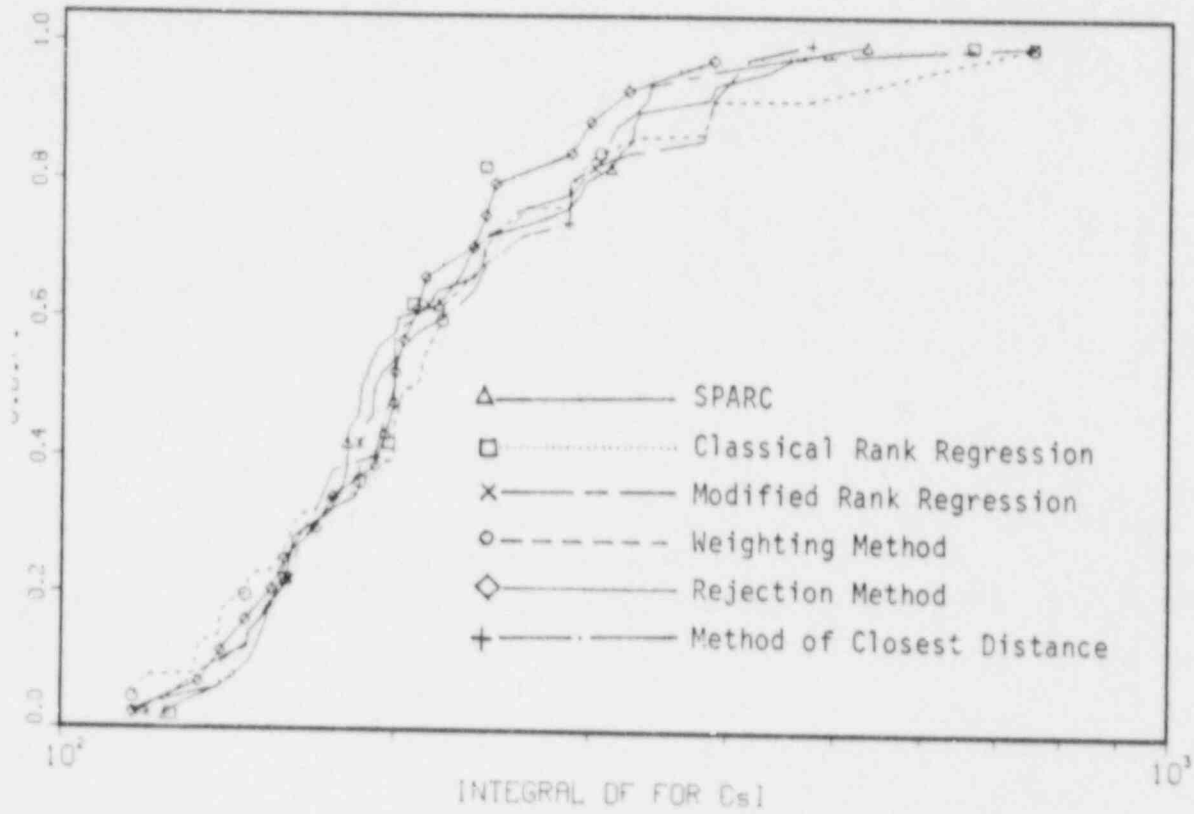 1.0
0.8
0.6
0.4
0.2
0.0
SPARC
Classical Rank Regression
Modified Rank Regression
Weighting Method
Rejection Method
Method of Closest Distance
10²
10³
INTEGRAL DF FOR CsI